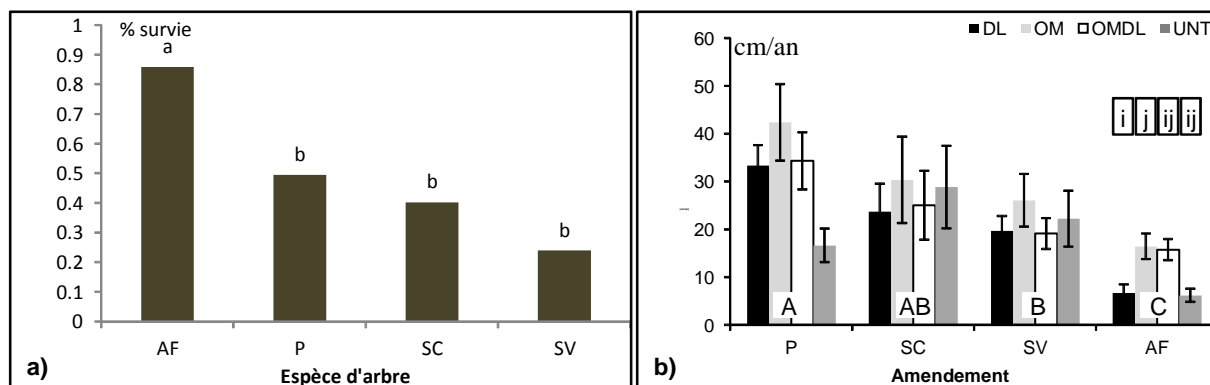 % survie
1
0.9
0.8
0.7
0.6
0.5
0.4
0.3
0.2
0.1
0
a
b
b
b
AF P SC SV
Espèce d'arbre
a)
DL OM OMDL UNT
cm/an
60
50
40
30
20
10
0
i j ij ij
A AB B C
P SC SV AF
Amendement
b)